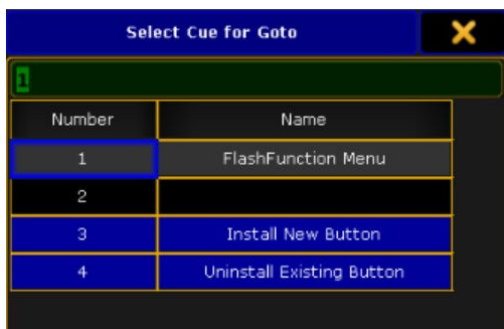 Select Cue for Goto
1
Number Name
1 FlashFunction Menu
2
3 Install New Button
4 Uninstall Existing Button